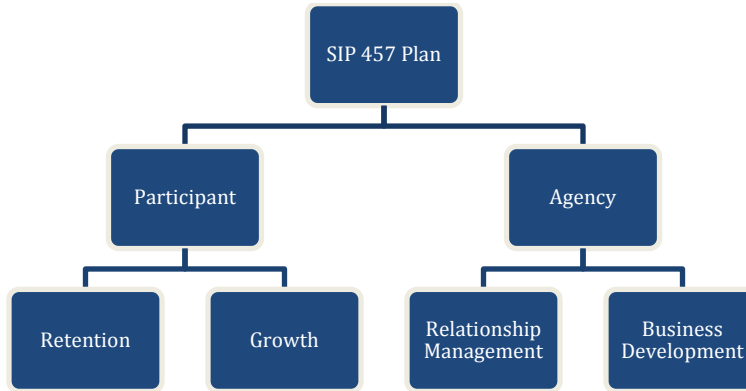 SIP 457 Plan
Participant
Agency
Retention
Growth
Relationship
Management
Business
Development